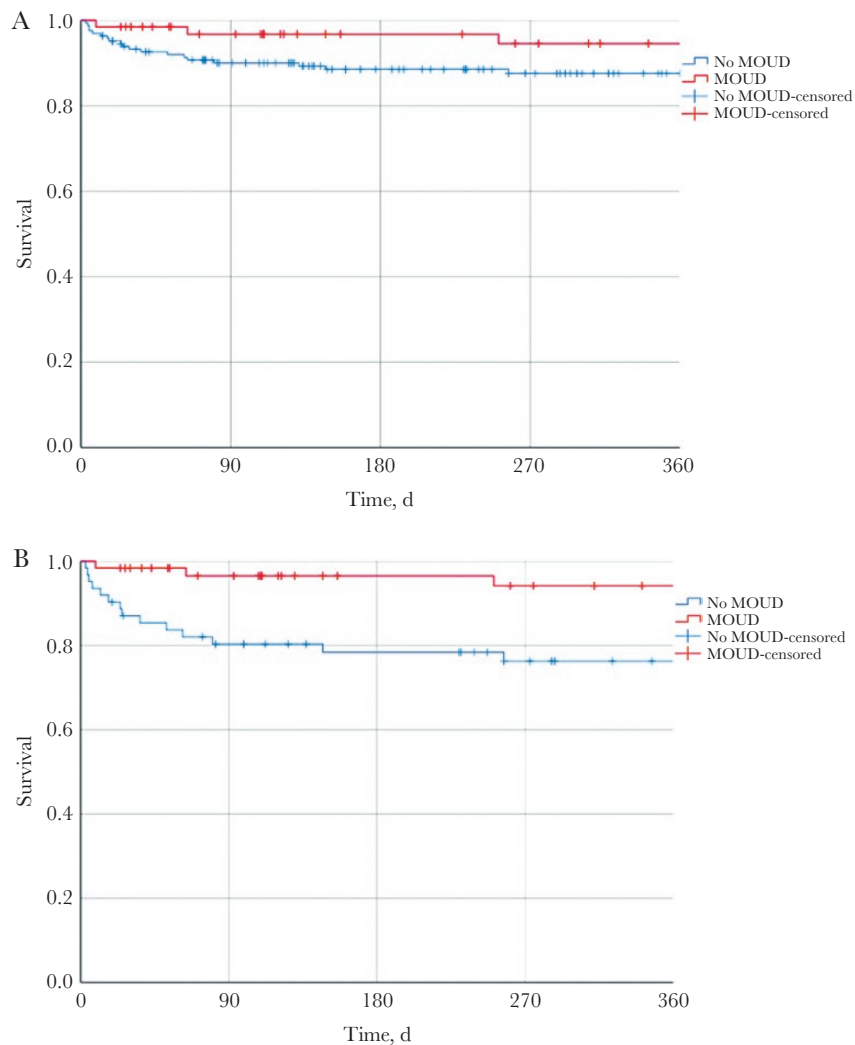 A
1.0
0.8
0.6
0.4
0.2
0.0
Survival
0
90
180
270
360
Time, d
No MOUD
MOUD
No MOUD-censored
MOUD-censored
B
1.0
0.8
0.6
0.4
0.2
0.0
Survival
0
90
180
270
360
Time, d
No MOUD
MOUD
No MOUD-censored
MOUD-censored